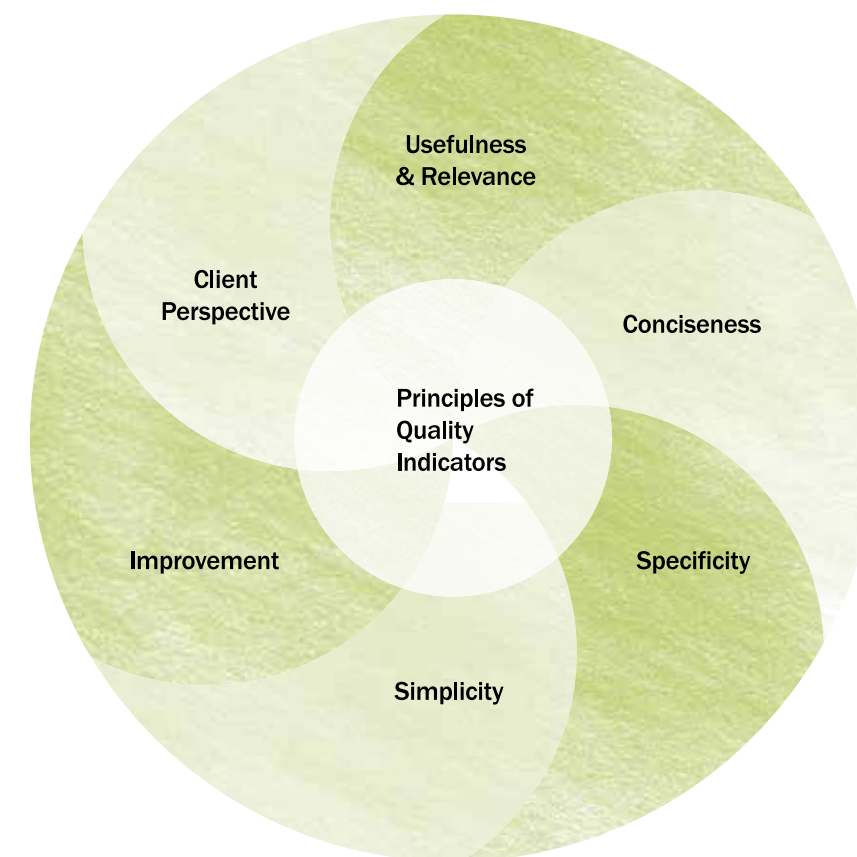 Usefulness
& Relevance
Client
Perspective
Conciseness
Principles of
Quality
Indicators
Improvement
Specificity
Simplicity